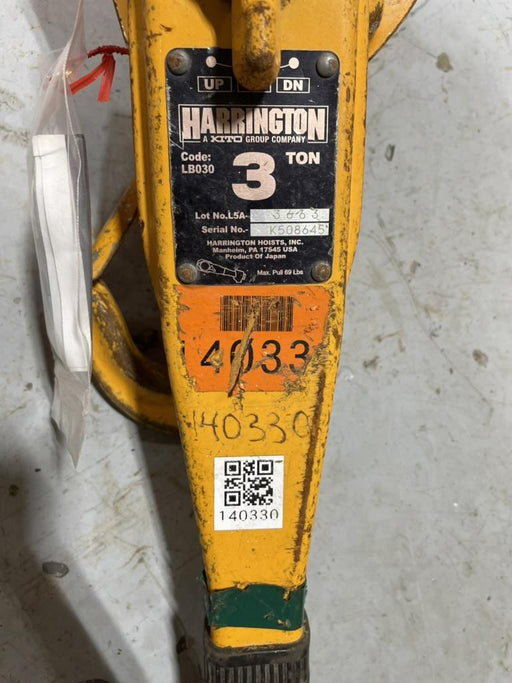 UP DN
HARRINGTON
A KITO GROUP COMPANY
Code:
LB030
3 TON
Lot No.L5A- 3663
Serial No.- K508645
HARRINGTON HOISTS, INC.
Manheim, PA 17545 USA
Product Of Japan
Max. Pull 69 Lbs
14033
140330
140330